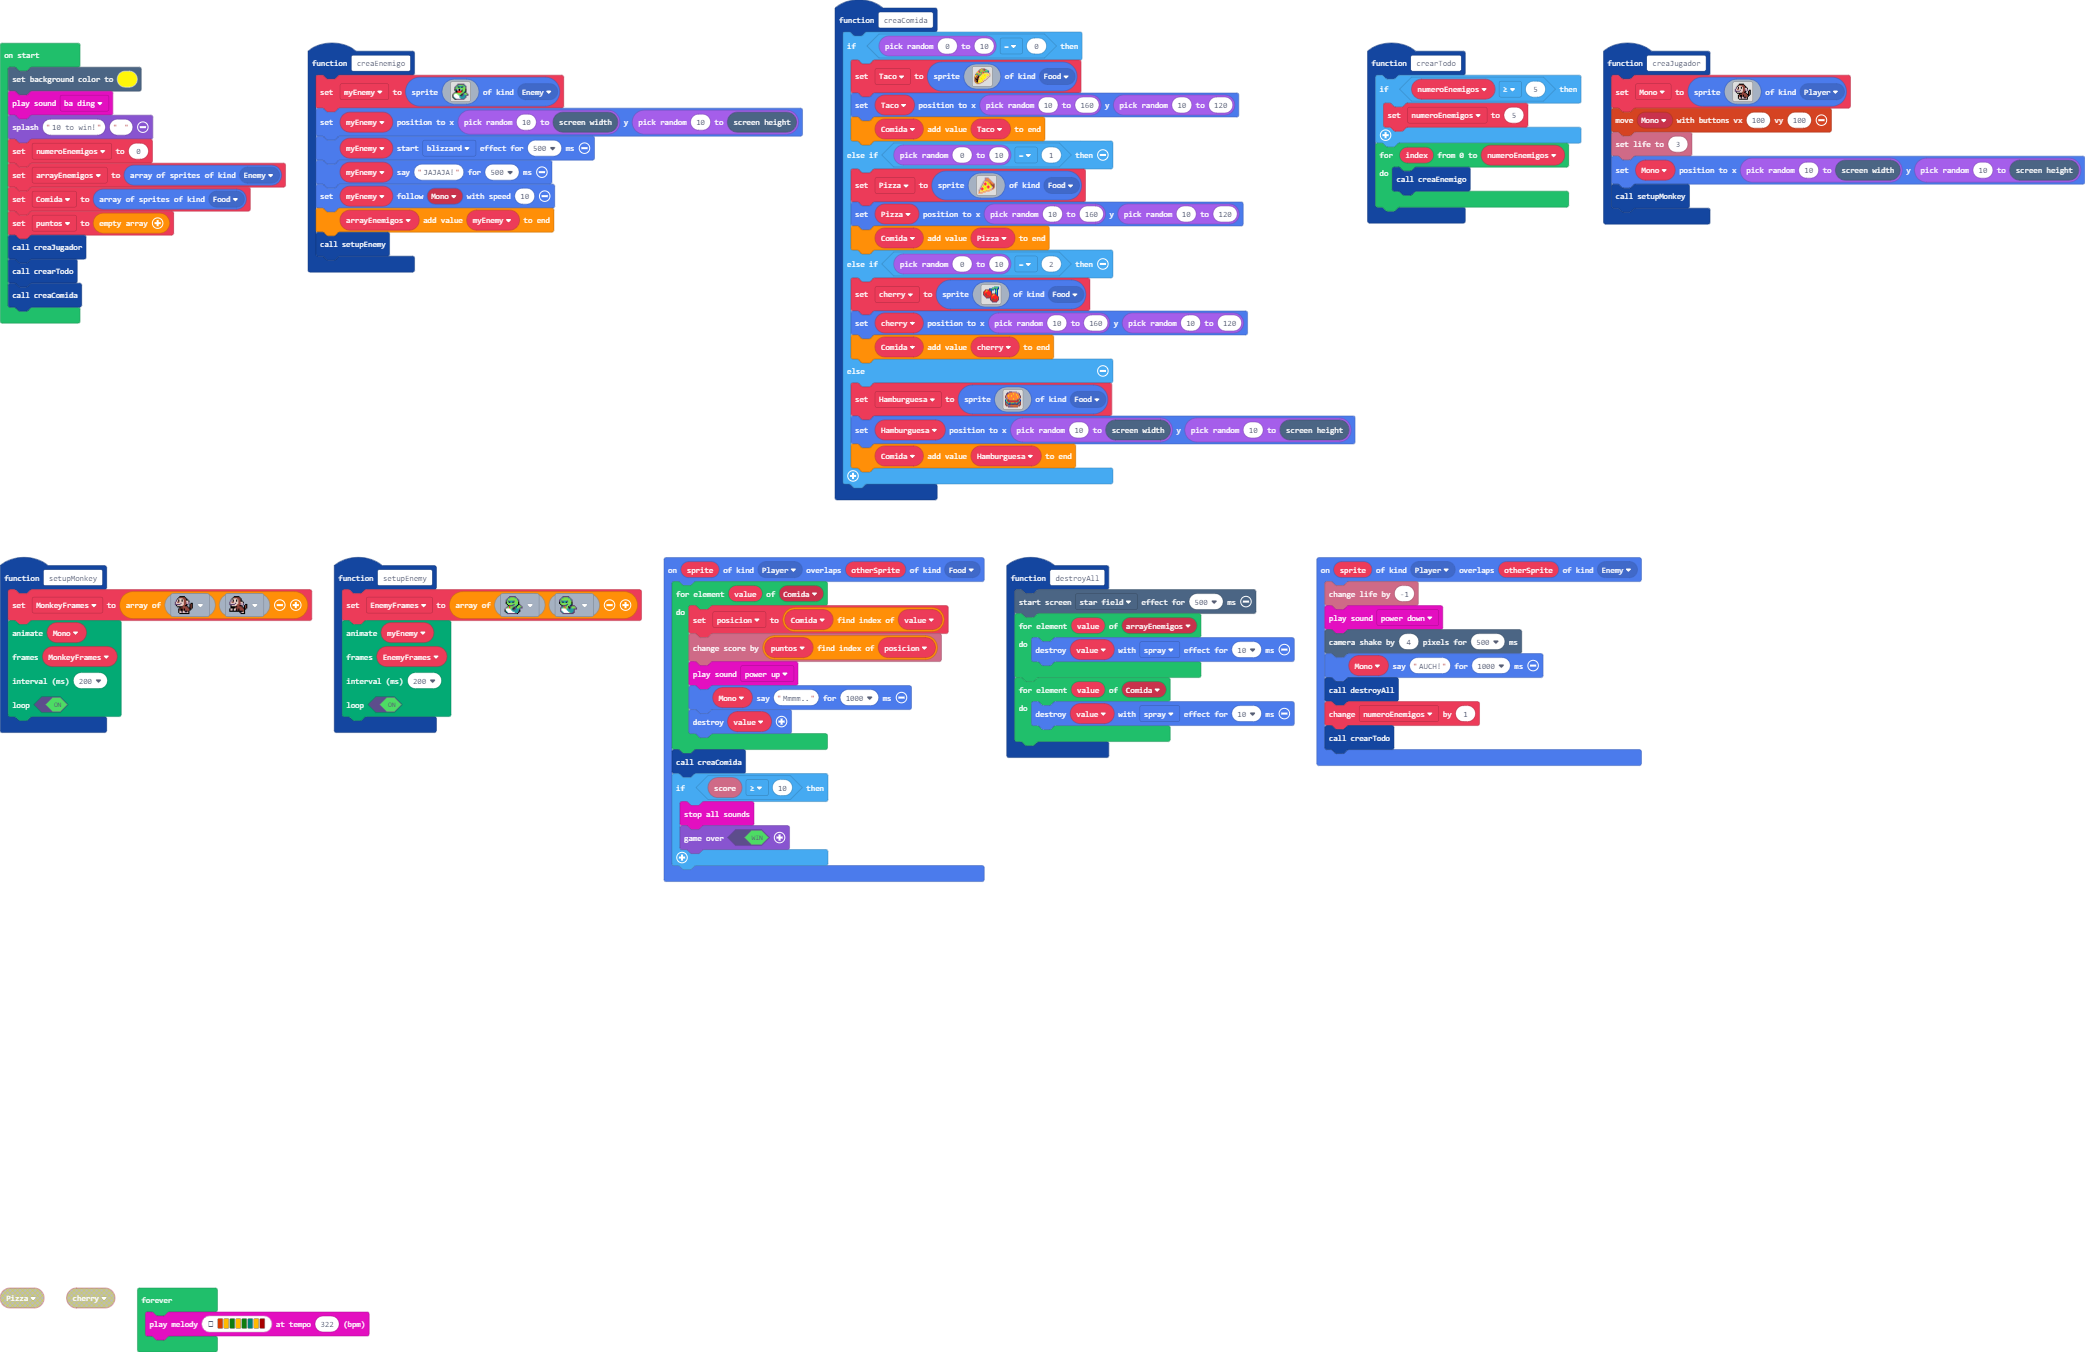 on start
set background color to
play sound ba ding
splash "10 to win!" " "
set numeroEnemigos to 0
set arrayEnemigos to array of sprites of kind Enemy
set Comida to array of sprites of kind Food
set puntos to empty array
call creaJugador
call crearTodo
call creaComida
function creaEnemigo
set myEnemy to sprite of kind Enemy
set myEnemy position to x pick random 10 to screen width y pick random 10 to screen height
myEnemy start blizzard effect for 500 ms
myEnemy say "JAJAJA!" for 500 ms
set myEnemy follow Mono with speed 10
arrayEnemigos add value myEnemy to end
call setupEnemy
function creaComida
if pick random 0 to 10 = 0 then
set Taco to sprite of kind Food
set Taco position to x pick random 10 to 160 y pick random 10 to 120
Comida add value Taco to end
else if pick random 0 to 10 = 1 then
set Pizza to sprite of kind Food
set Pizza position to x pick random 10 to 160 y pick random 10 to 120
Comida add value Pizza to end
else if pick random 0 to 10 = 2 then
set cherry to sprite of kind Food
set cherry position to x pick random 10 to 160 y pick random 10 to 120
Comida add value cherry to end
else
set Hamburguesa to sprite of kind Food
set Hamburguesa position to x pick random 10 to screen width y pick random 10 to screen height
Comida add value Hamburguesa to end
function crearTodo
if numeroEnemigos ≥ 5 then
set numeroEnemigos to 5
for index from 0 to numeroEnemigos
do call creaEnemigo
function creaJugador
set Mono to sprite of kind Player
move Mono with buttons vx 100 vy 100
set life to 3
set Mono position to x pick random 10 to screen width y pick random 10 to screen height
call setupMonkey
function setupMonkey
set MonkeyFrames to array of
animate Mono
frames MonkeyFrames
interval (ms) 200
loop ON
function setupEnemy
set EnemyFrames to array of
animate myEnemy
frames EnemyFrames
interval (ms) 200
loop ON
on sprite of kind Player overlaps otherSprite of kind Food
for element value of Comida
do set posicion to Comida find index of value
change score by puntos find index of posicion
play sound power up
Mono say "Mmmm.." for 1000 ms
destroy value
call creaComida
if score ≥ 10 then
stop all sounds
game over WIN
function destroyAll
start screen star field effect for 500 ms
for element value of arrayEnemigos
do destroy value with spray effect for 10 ms
for element value of Comida
do destroy value with spray effect for 10 ms
on sprite of kind Player overlaps otherSprite of kind Enemy
change life by -1
play sound power down
camera shake by 4 pixels for 500 ms
Mono say "AUCH!" for 1000 ms
call destroyAll
change numeroEnemigos by 1
call crearTodo
Pizza
cherry
forever
play melody at tempo 322 (bpm)